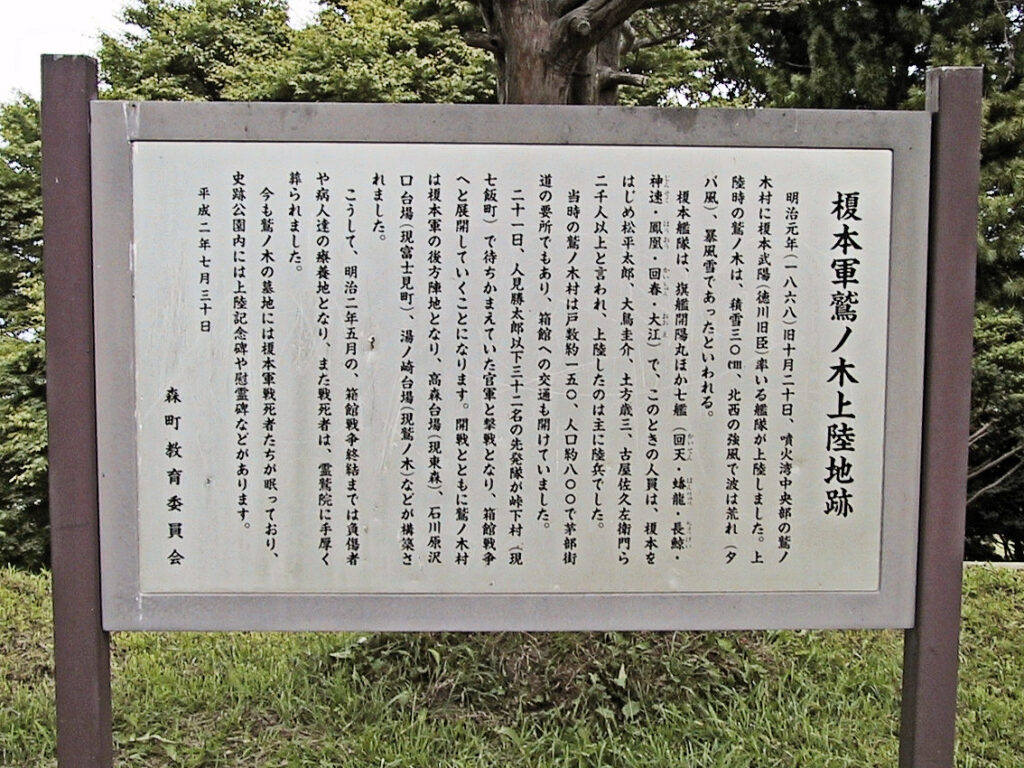 榎本軍鷲ノ木上陸地跡
明治元年(一八六八)旧十月二十日、噴火湾中央部の鷲ノ
木村に榎本武陽(徳川旧臣)率いる艦隊が上陸しました。上
陸時の鷲ノ木は、積雪三〇㎝、北西の強風で波は荒れ(タ
バ風)、暴風雪であったといわれる。
榎本艦隊は、旗艦開陽丸ほか七艦(回天・蟠龍・長鯨・
神速・鳳凰・回春・大江)で、このときの人員は、榎本を
はじめ松平太郎、大鳥圭介、土方歳三、古屋佐久左衛門ら
二千人以上と言われ、上陸したのは主に陸兵でした。
当時の鷲ノ木村は戸数約一五〇、人口約八〇〇で茅部街
道の要所でもあり、箱館への交通も開けていました。
二十一日、人見勝太郎以下三十二名の先発隊が峠下村(現
七飯町)で待ちかまえていた官軍と撃戦となり、箱館戦争
へと展開していくことになります。開戦とともに鷲ノ木村
は榎本軍の後方陣地となり、高森台場(現東森)、石川原沢
口台場(現富士見町)、湯ノ崎台場(現鷲ノ木)などが構築さ
れました。
こうして、明治二年五月の、箱館戦争終結までは負傷者
や病人達の療養地となり、また戦死者は、霊鷲院に手厚く
葬られました。
今も鷲ノ木の墓地には榎本軍戦死者たちが眠っており、
史跡公園内には上陸記念碑や慰霊碑などがあります。
平成二年七月三十日
森町教育委員会